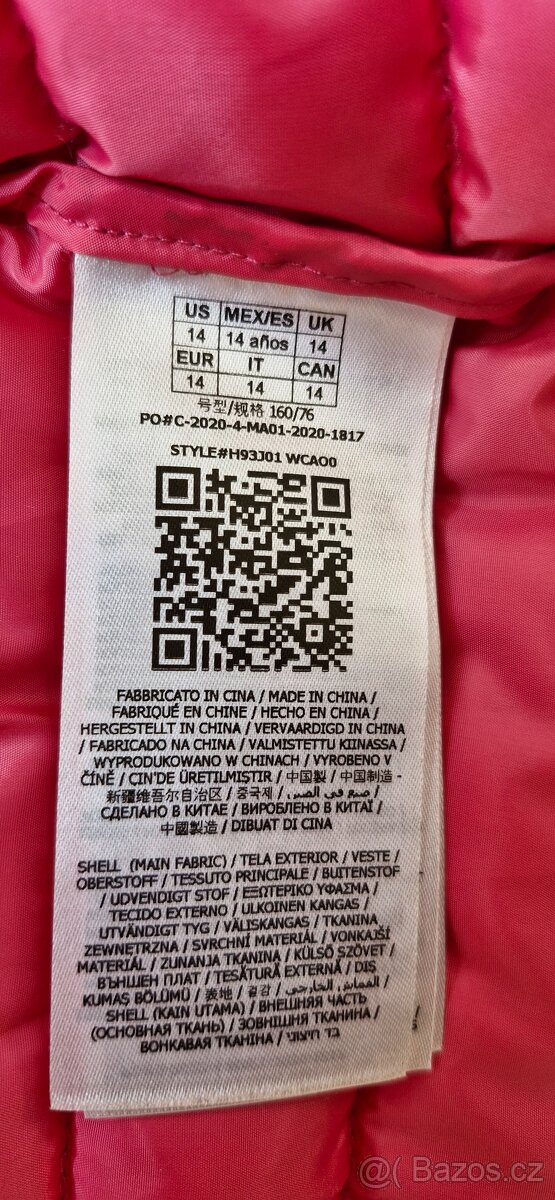 US MEX/ES UK
14 14 años 14
EUR IT CAN
14 14 14
号型/规格 160/76
PO#C-2020-4-MA01-2020-1817
STYLE#H93J01 WCAO0
FABBRICATO IN CINA / MADE IN CHINA /
FABRIQUÉ EN CHINE / HECHO EN CHINA /
HERGESTELLT IN CHINA / VERVAARDIGD IN CHINA
/ FABRICADO NA CHINA / VALMISTETTU KIINASSA /
WYPRODUKOWANO W CHINACH / VYROBENO V
ČÍNĚ / ÇIN'DE ÜRETILMIŞTIR / 中国製 / 中国制造 -
新疆维吾尔自治区 / 중국제 / صنع في الصين /
СДЕЛАНО В КИТАЕ / ВИРОБЛЕНО В КИТАЇ /
中國製造 / DIBUAT DI CINA
SHELL (MAIN FABRIC) / TELA EXTERIOR / VESTE /
OBERSTOFF / TESSUTO PRINCIPALE / BUITENSTOF
/ UDVENDIGT STOF / ΕΞΩΤΕΡΙΚΟ ΥΦΑΣΜΑ /
TECIDO EXTERNO / ULKOINEN KANGAS /
UTVÄNDIGT TYG / VÄLISKANGAS / TKANINA
ZEWNĘTRZNA / SVRCHNÍ MATERIÁL / VONKAJŠÍ
MATERIÁL / ZUNANJA TKANINA / KÜLSŐ SZÖVET /
ВЪНШЕН ПЛАТ / TESĂTURĂ EXTERNĂ / DIŞ
KUMAŞ BÖLÜMÜ / 表地 / 겉감 / القماش الخارجي /
SHELL (KAIN UTAMA) / ВНЕШНЯЯ ЧАСТЬ
(ОСНОВНАЯ ТКАНЬ) / ЗОВНІШНЯ ТКАНИНА /
ВОНКАВАЯ ТКАНІНА / בד חיצוני
@( Bazos.cz